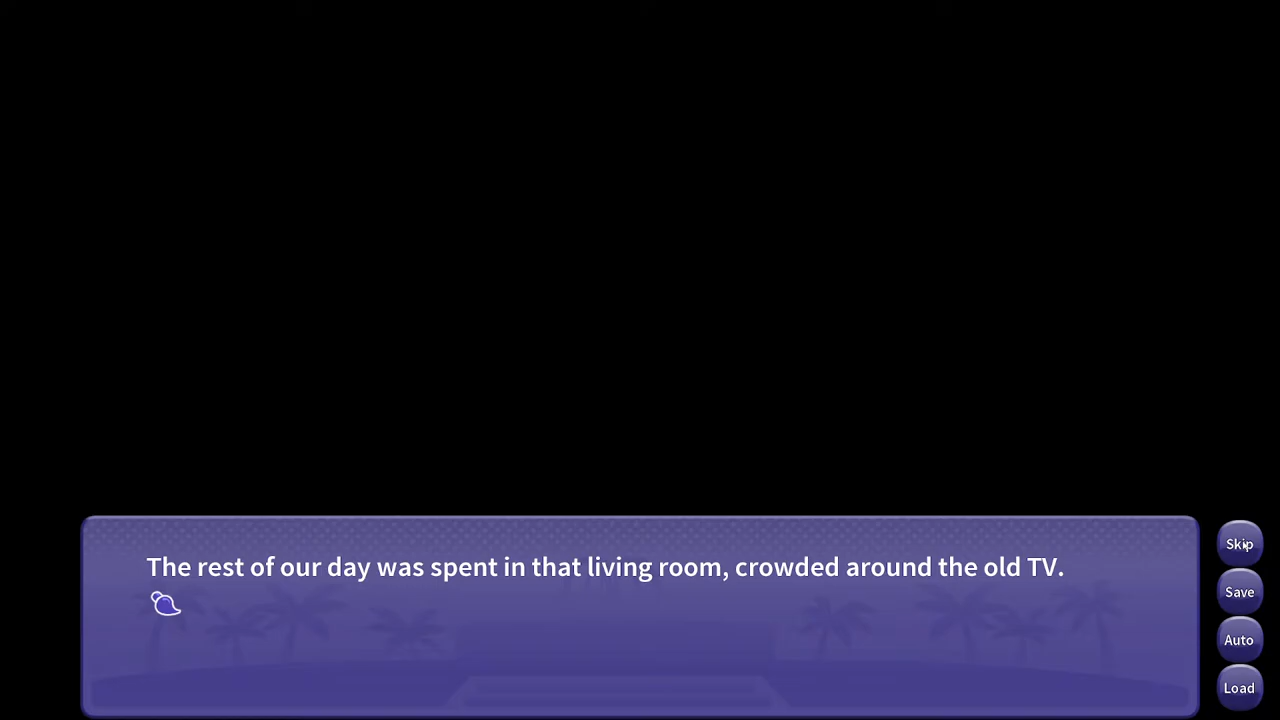 The rest of our day was spent in that living room, crowded around the old TV.
Skip
Save
Auto
Load